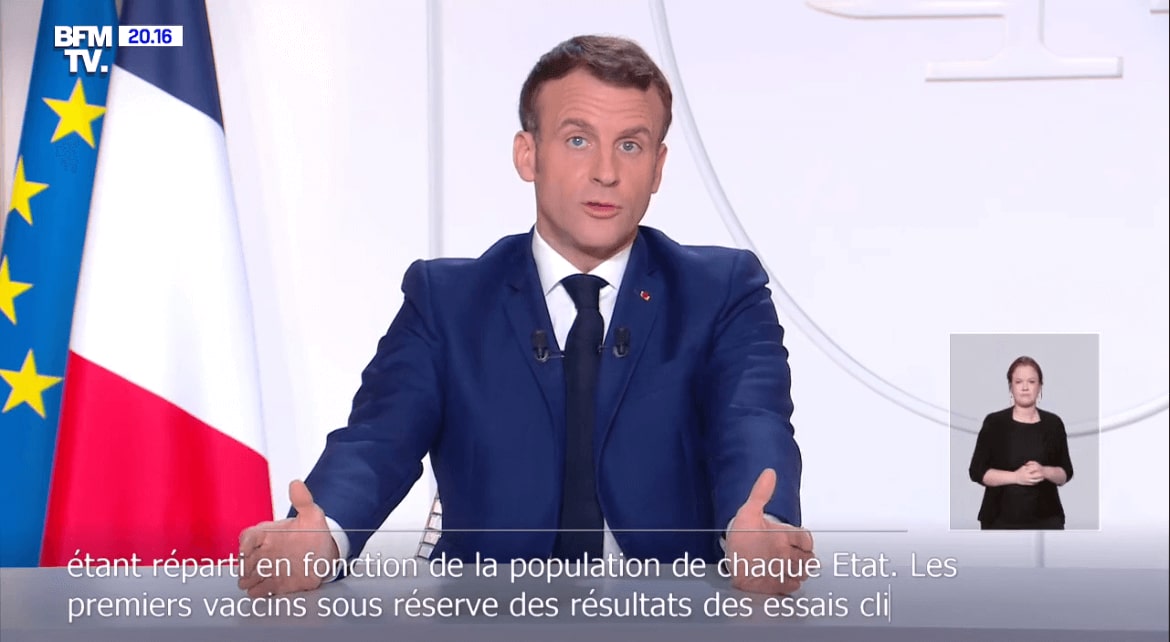 BFM 20.16
TV.
étant réparti en fonction de la population de chaque Etat. Les
premiers vaccins sous réserve des résultats des essais cli